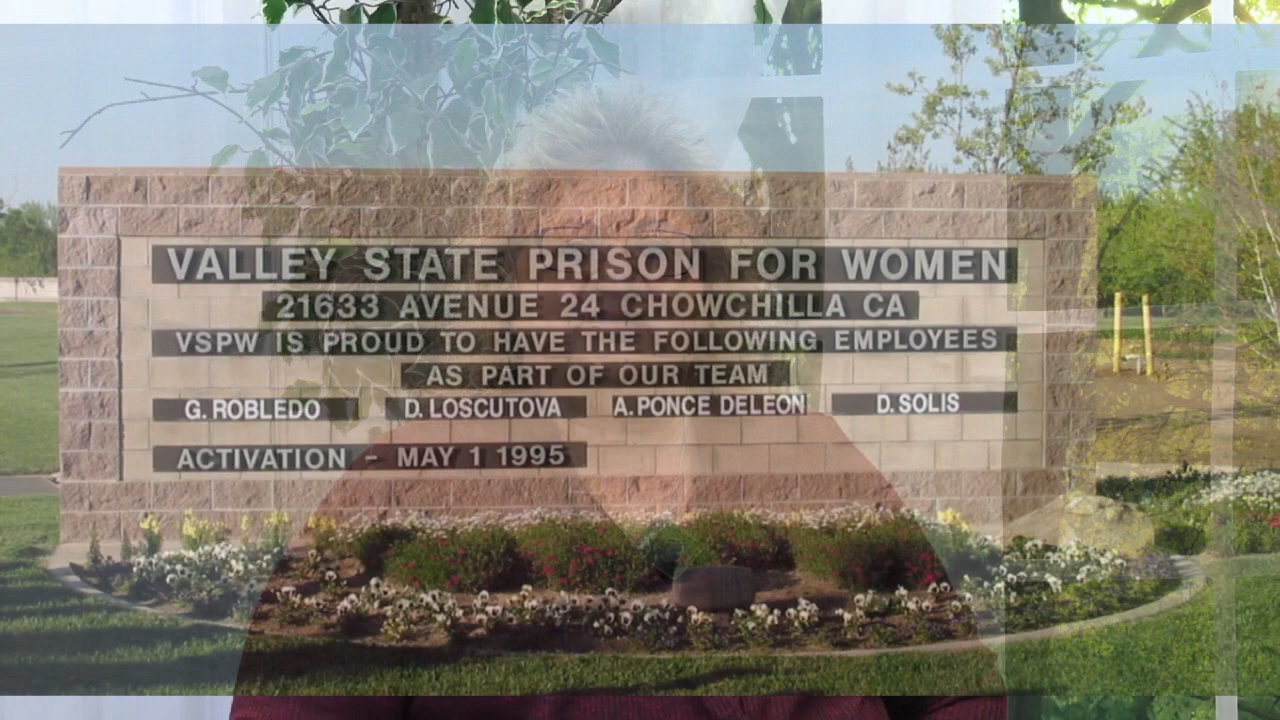 VALLEY STATE PRISON FOR WOMEN
21633 AVENUE 24 CHOWCHILLA CA
VSPW IS PROUD TO HAVE THE FOLLOWING EMPLOYEES
AS PART OF OUR TEAM
G. ROBLEDO D. LOSCUTOVA A. PONCE DELEON D. SOLIS
ACTIVATION - MAY 1 1995